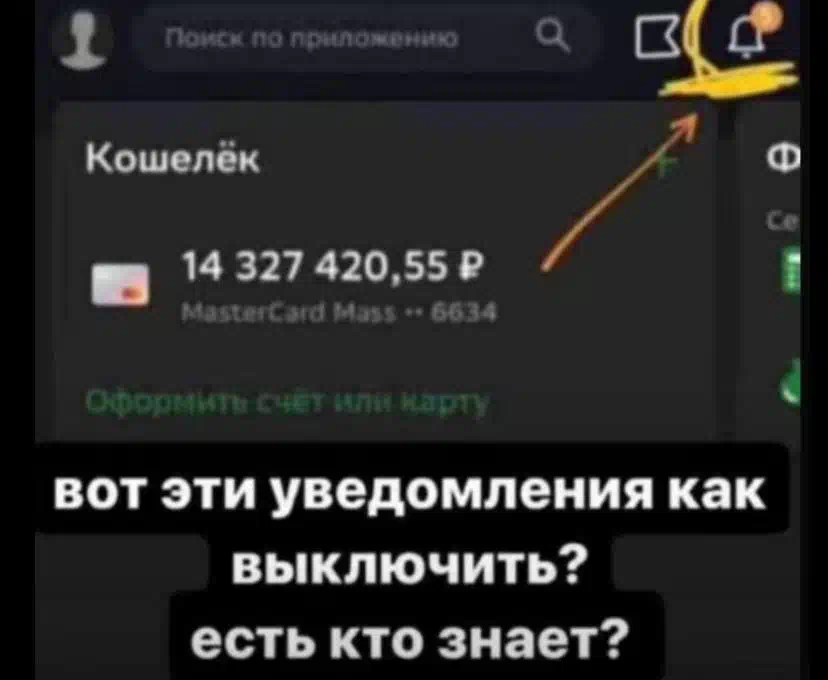 Поиск по приложению
Кошелёк
14 327 420,55 ₽
MasterCard Mass •• 6634
Оформить счёт или карту
вот эти уведомления как
выключить?
есть кто знает?